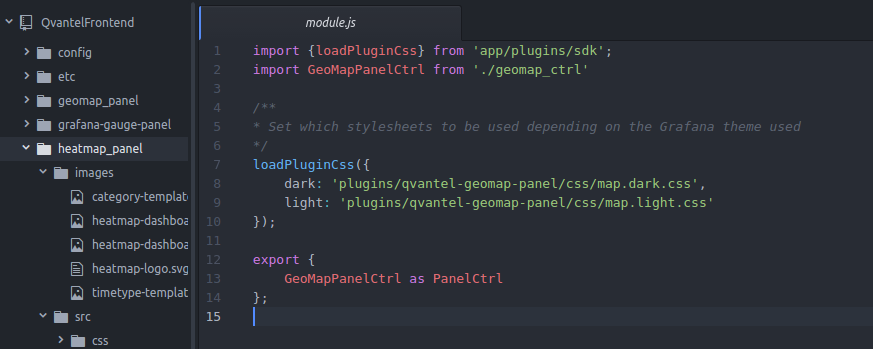 QvantelFrontend
config
etc
geomap_panel
grafana-gauge-panel
heatmap_panel
images
category-templat
heatmap-dashboa
heatmap-dashboa
heatmap-logo.svg
timetype-templat
src
css
module.js
1 import {loadPluginCss} from 'app/plugins/sdk';
2 import GeoMapPanelCtrl from './geomap_ctrl'
3
4 /**
5 * Set which stylesheets to be used depending on the Grafana theme used
6 */
7 loadPluginCss({
8 dark: 'plugins/qvantel-geomap-panel/css/map.dark.css',
9 light: 'plugins/qvantel-geomap-panel/css/map.light.css'
10 });
11
12 export {
13 GeoMapPanelCtrl as PanelCtrl
14 };
15